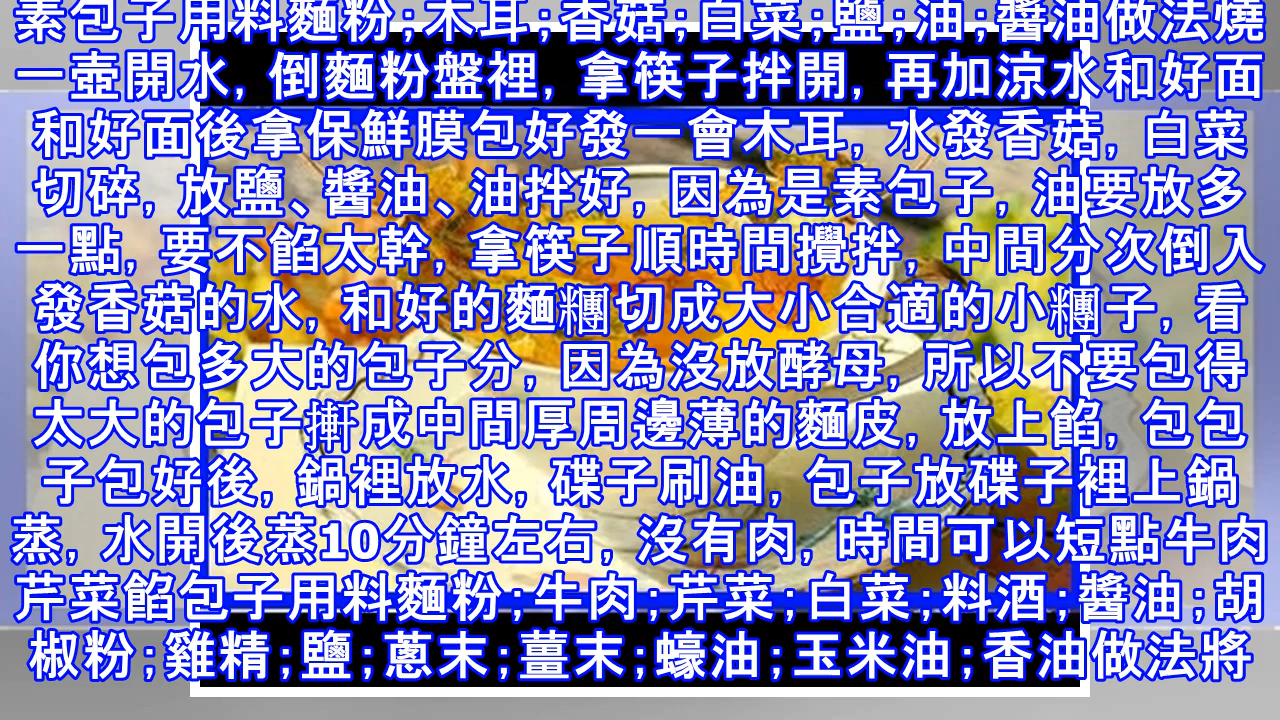 素包子用料麵粉;木耳;香菇;白菜;鹽;油;醬油做法燒
一壺開水, 倒麵粉盤裡, 拿筷子拌開, 再加涼水和好面
和好面後拿保鮮膜包好發一會木耳, 水發香菇, 白菜
切碎, 放鹽、醬油、油拌好, 因為是素包子, 油要放多
一點, 要不餡太幹, 拿筷子順時間攪拌, 中間分次倒入
發香菇的水, 和好的麵糰切成大小合適的小糰子, 看
你想包多大的包子分, 因為沒放酵母, 所以不要包得
太大的包子擀成中間厚周邊薄的麵皮, 放上餡, 包包
子包好後, 鍋裡放水, 碟子刷油, 包子放碟子裡上鍋
蒸, 水開後蒸10分鐘左右, 沒有肉, 時間可以短點牛肉
芹菜餡包子用料麵粉;牛肉;芹菜;白菜;料酒;醬油;胡
椒粉;雞精;鹽;蔥末;薑末;蠔油;玉米油;香油做法將